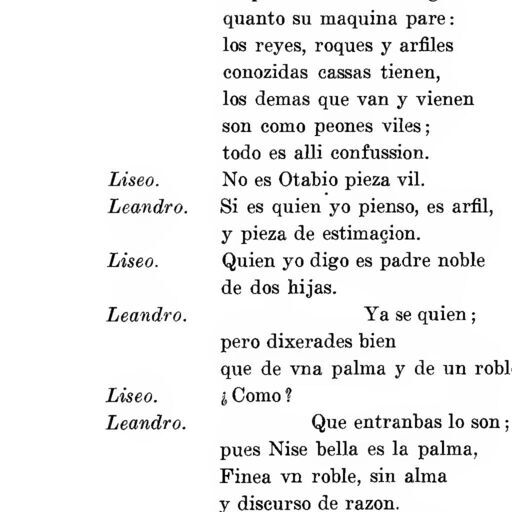 quanto su maquina pare:
los reyes, roques y arfiles
conozidas cassas tienen,
los demas que van y vienen
son como peones viles;
todo es alli confussion.
Liseo. No es Otabio pieza vil.
Leandro. Si es quien yo pienso, es arfil,
y pieza de estimaçion.
Liseo. Quien yo digo es padre noble
de dos hijas.
Leandro. Ya se quien;
pero dixerades bien
que de vna palma y de un robl
Liseo. ¿Como?
Leandro. Que entranbas lo son;
pues Nise bella es la palma,
Finea vn roble, sin alma
y discurso de razon.